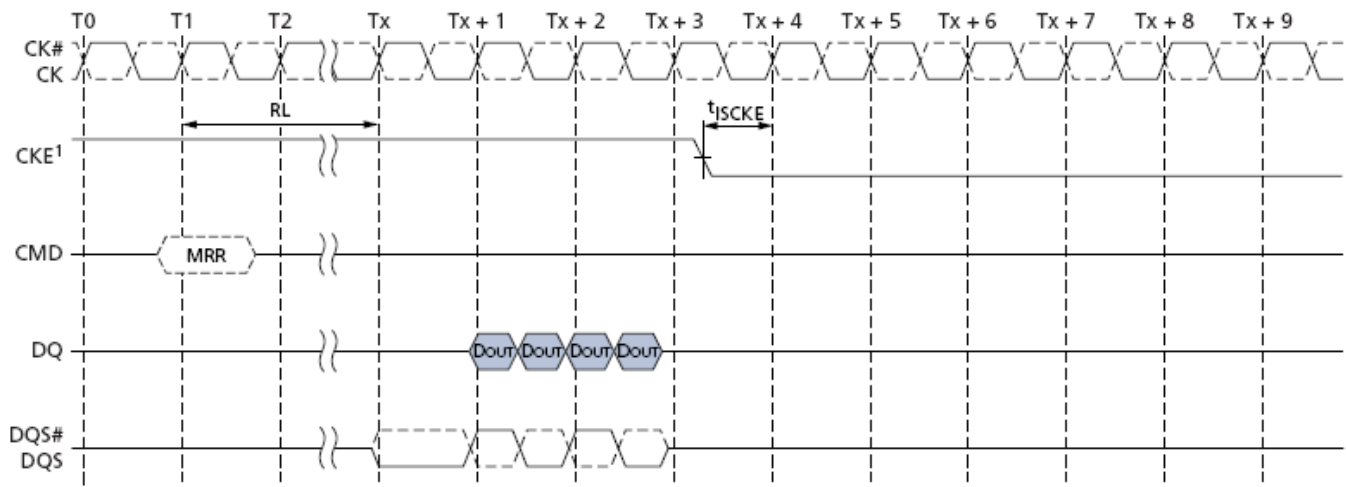 T0 T1 T2 Tx Tx + 1 Tx + 2 Tx + 3 Tx + 4 Tx + 5 Tx + 6 Tx + 7 Tx + 8 Tx + 9
CK#
CK
RL
tISCKE
CKE1
CMD
MRR
DQ
DOUT DOUT DOUT DOUT
DQS#
DQS